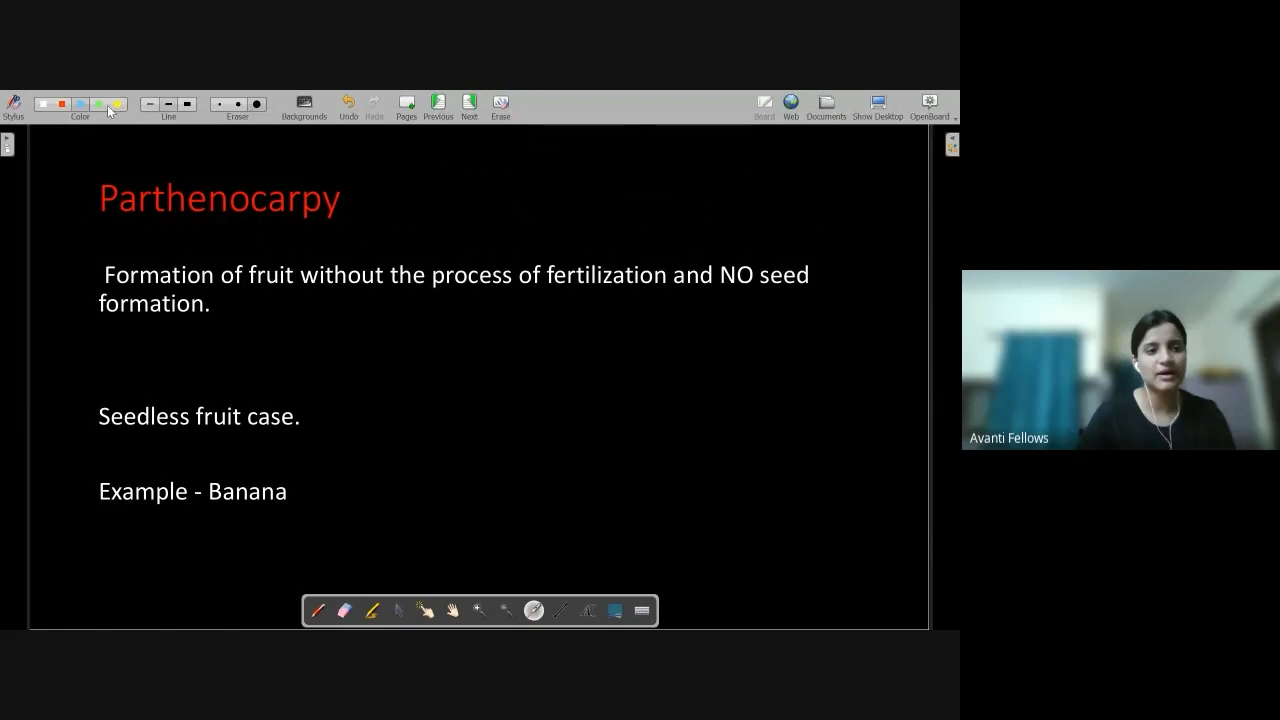 Stylus
Color
Line
Eraser
Backgrounds
Undo
Redo
Pages
Previous
Next
Erase
Board
Web
Documents
Show Desktop
OpenBoard
Parthenocarpy
Formation of fruit without the process of fertilization and NO seed
formation.
Seedless fruit case.
Example - Banana
Avanti Fellows